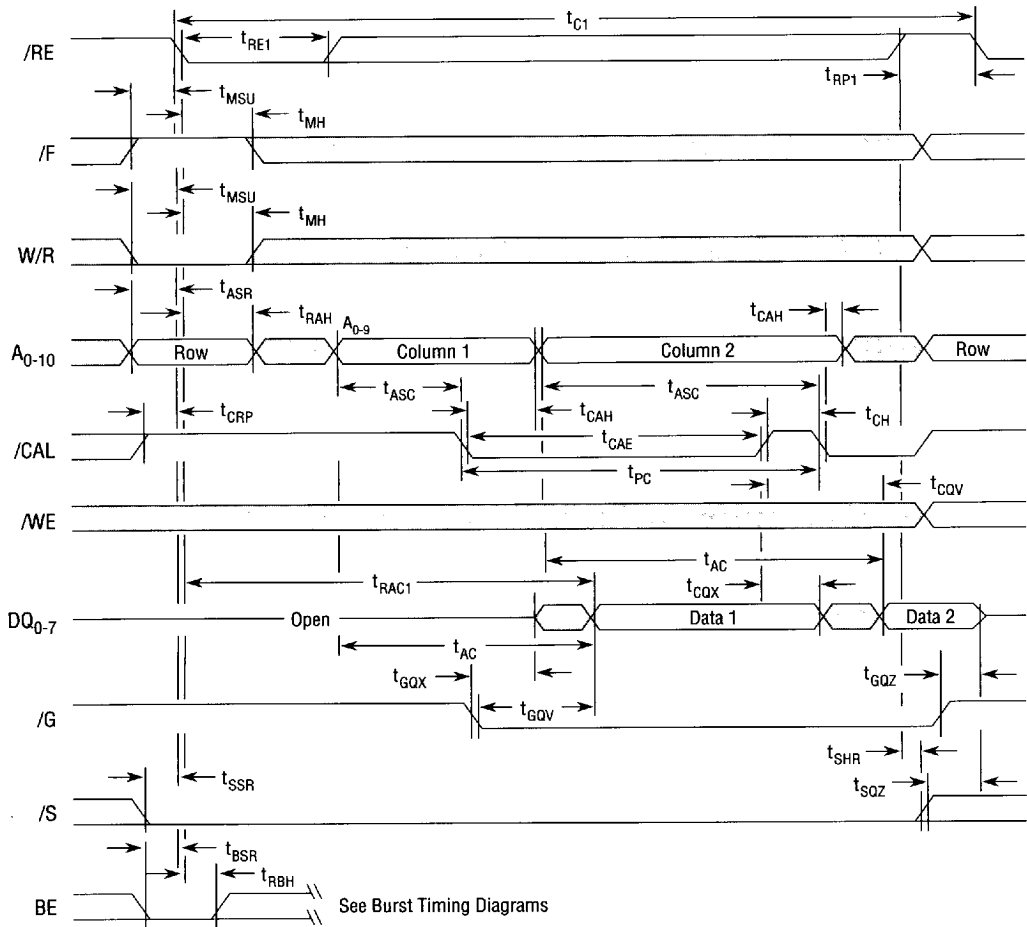 t_C1
/RE
t_RE1
t_RP1
t_MSU
t_MH
/F
t_MSU
t_MH
W/R
t_ASR
t_RAH
A_0-9
t_CAH
A_0-10
Row
Column 1
Column 2
Row
t_ASC
t_ASC
t_CRP
t_CAH
t_CH
/CAL
t_CAE
t_PC
t_CQV
/WE
t_AC
t_RAC1
t_CQX
DQ_0-7
Open
Data 1
Data 2
t_AC
t_GQX
t_GQZ
/G
t_GQV
t_SHR
t_SSR
t_SQZ
/S
t_BSR
t_RBH
BE
See Burst Timing Diagrams